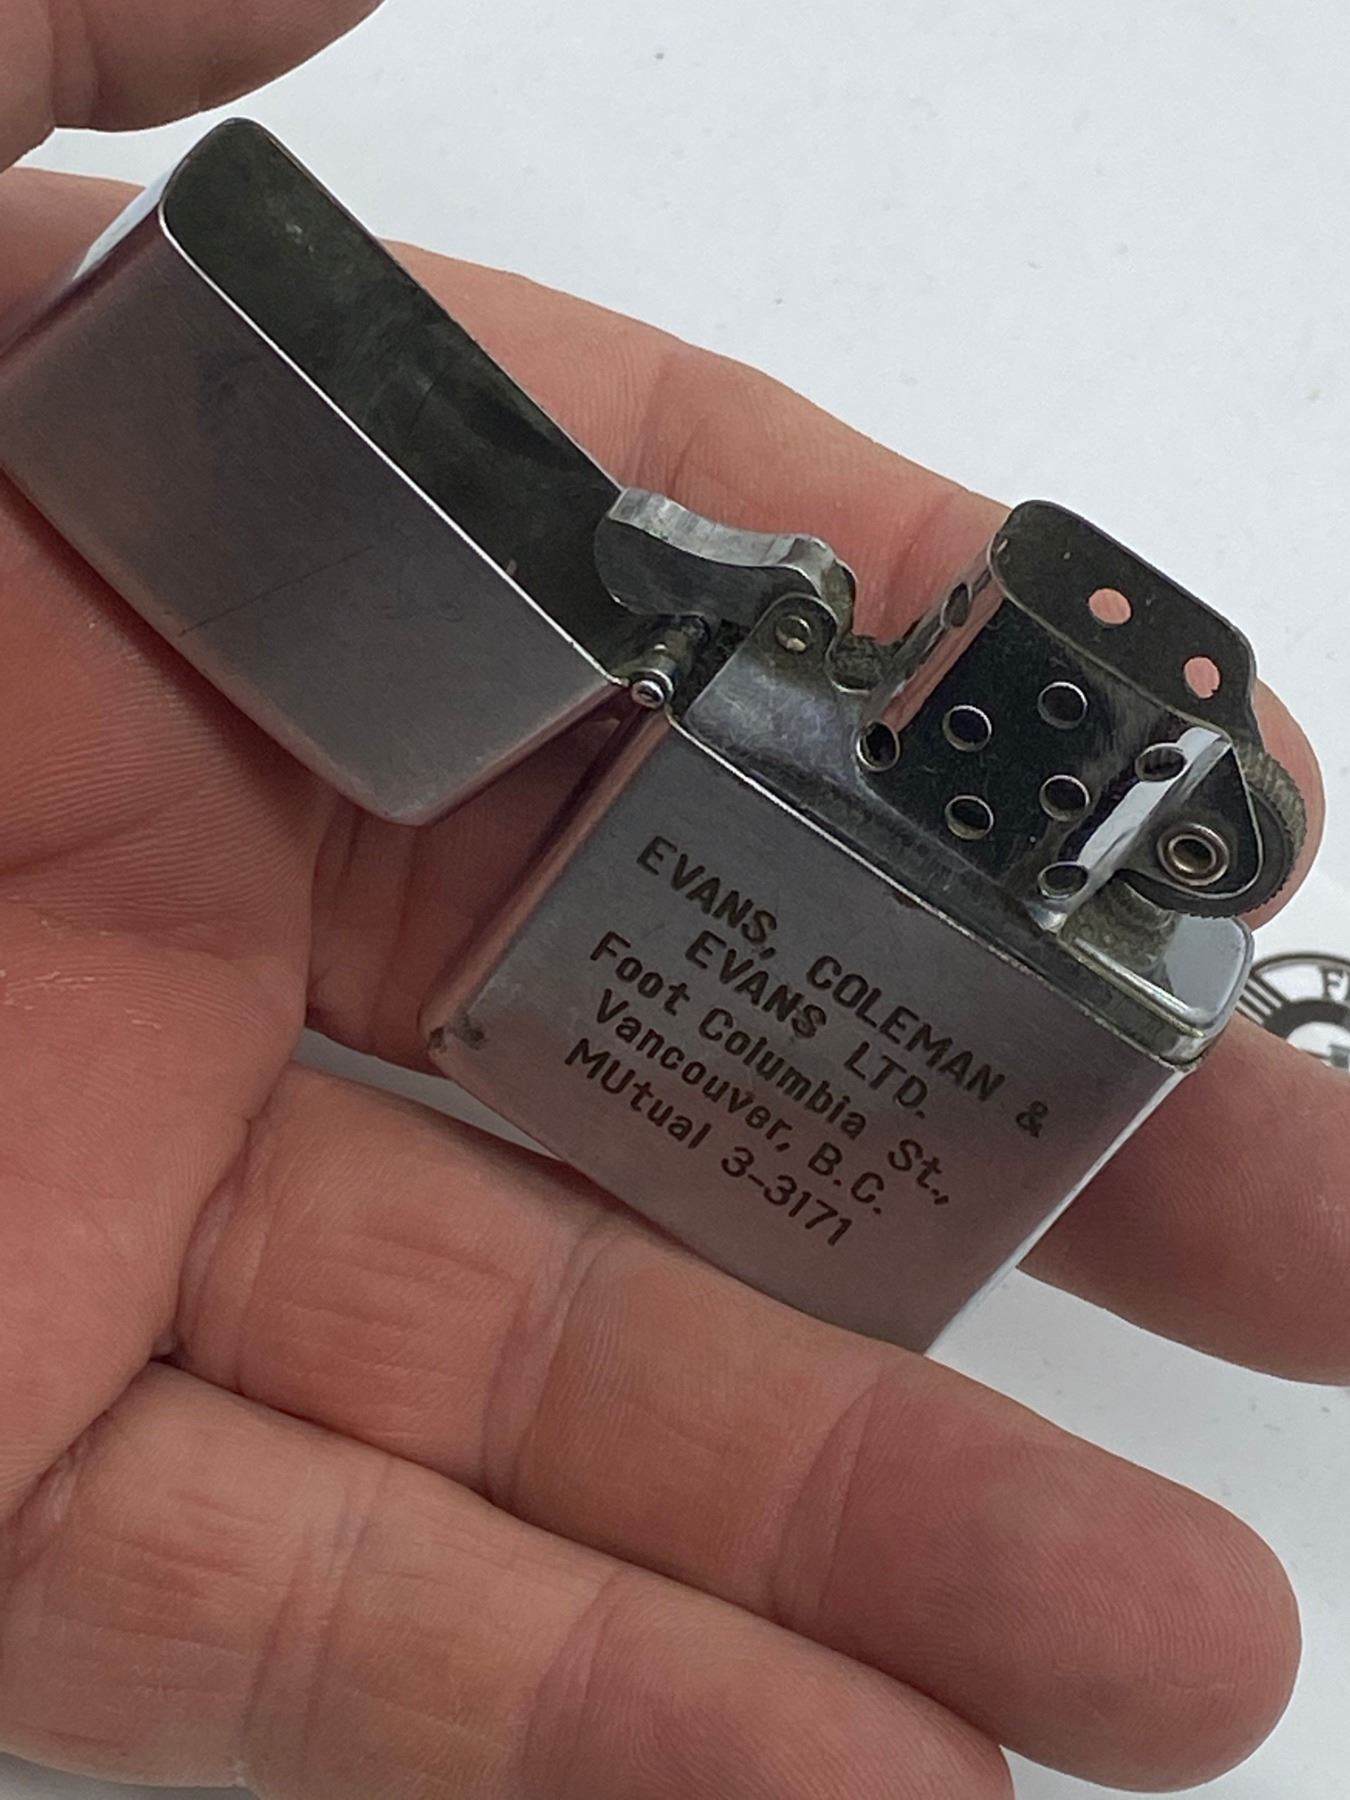 EVANS, COLEMAN &
EVANS LTD.
Foot Columbia St.,
Vancouver, B.C.
MUtual 3-3171
F